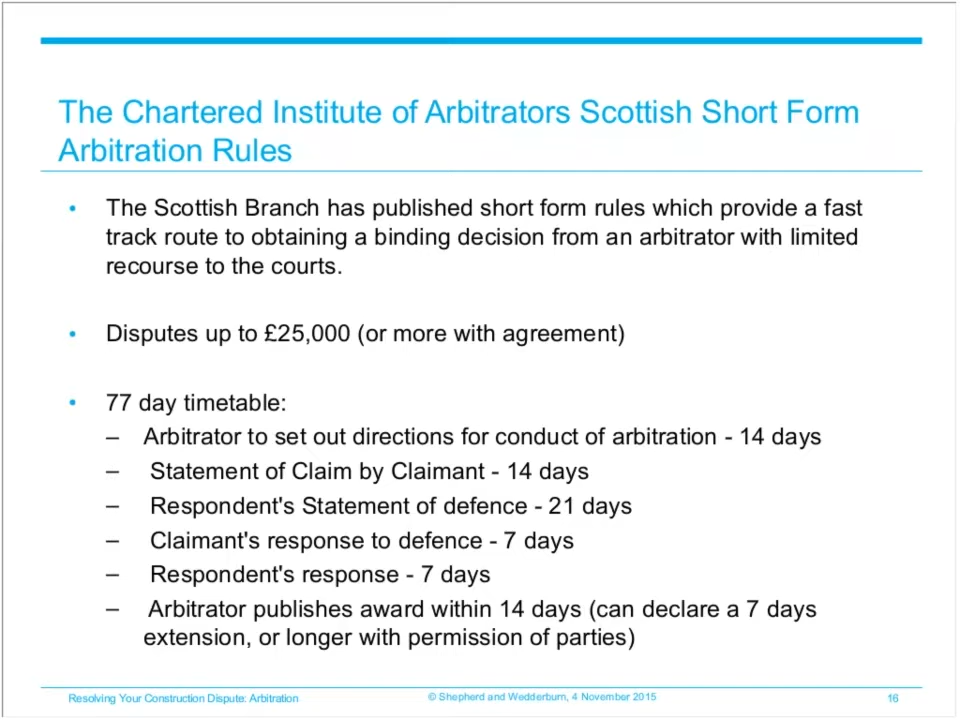 The Chartered Institute of Arbitrators Scottish Short Form
Arbitration Rules
• The Scottish Branch has published short form rules which provide a fast
track route to obtaining a binding decision from an arbitrator with limited
recourse to the courts.
• Disputes up to £25,000 (or more with agreement)
• 77 day timetable:
– Arbitrator to set out directions for conduct of arbitration - 14 days
– Statement of Claim by Claimant - 14 days
– Respondent's Statement of defence - 21 days
– Claimant's response to defence - 7 days
– Respondent's response - 7 days
– Arbitrator publishes award within 14 days (can declare a 7 days
extension, or longer with permission of parties)
Resolving Your Construction Dispute: Arbitration © Shepherd and Wedderburn, 4 November 2015 16